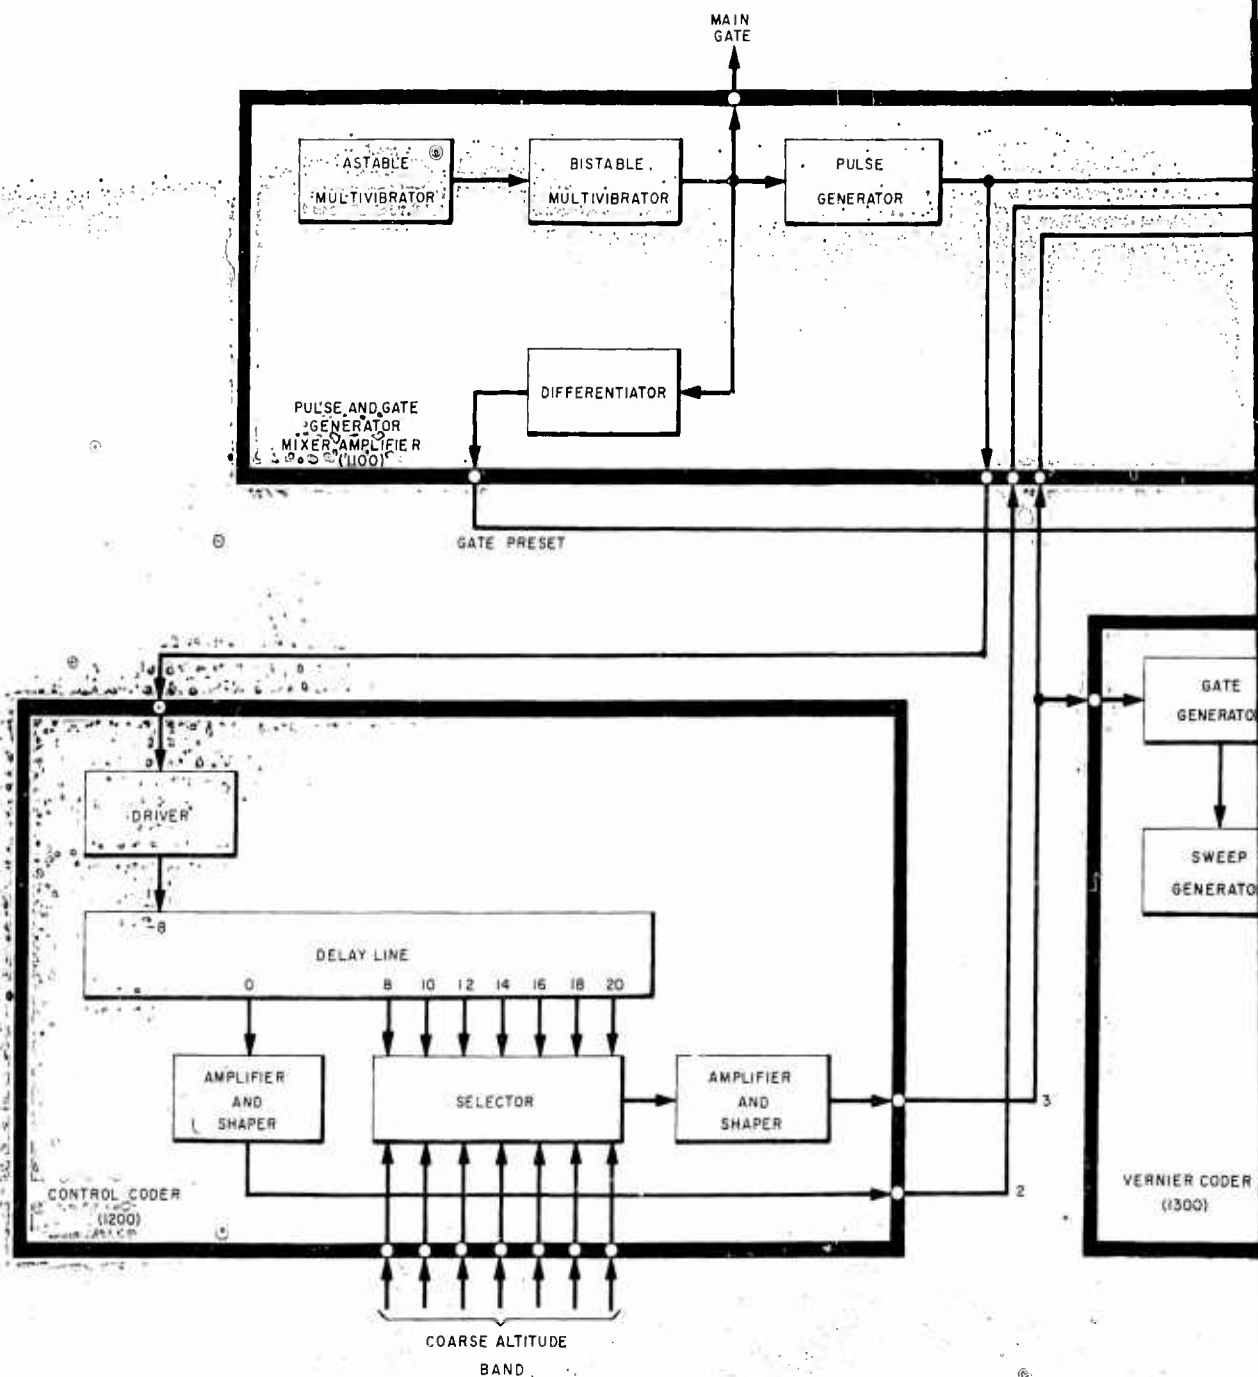 MAIN
GATE
ASTABLE
MULTIVIBRATOR
BISTABLE
MULTIVIBRATOR
PULSE
GENERATOR
DIFFERENTIATOR
PULSE AND GATE
GENERATOR
MIXER AMPLIFIER
(1100)
GATE PRESET
GATE
GENERATO
DRIVER
SWEEP
GENERATO
-8
DELAY LINE
0 8 10 12 14 16 18 20
AMPLIFIER
AND
SHAPER
SELECTOR
AMPLIFIER
AND
SHAPER
3
CONTROL CODER
(1200)
2
VERNIER CODER
(1300)
COARSE ALTITUDE
BAND